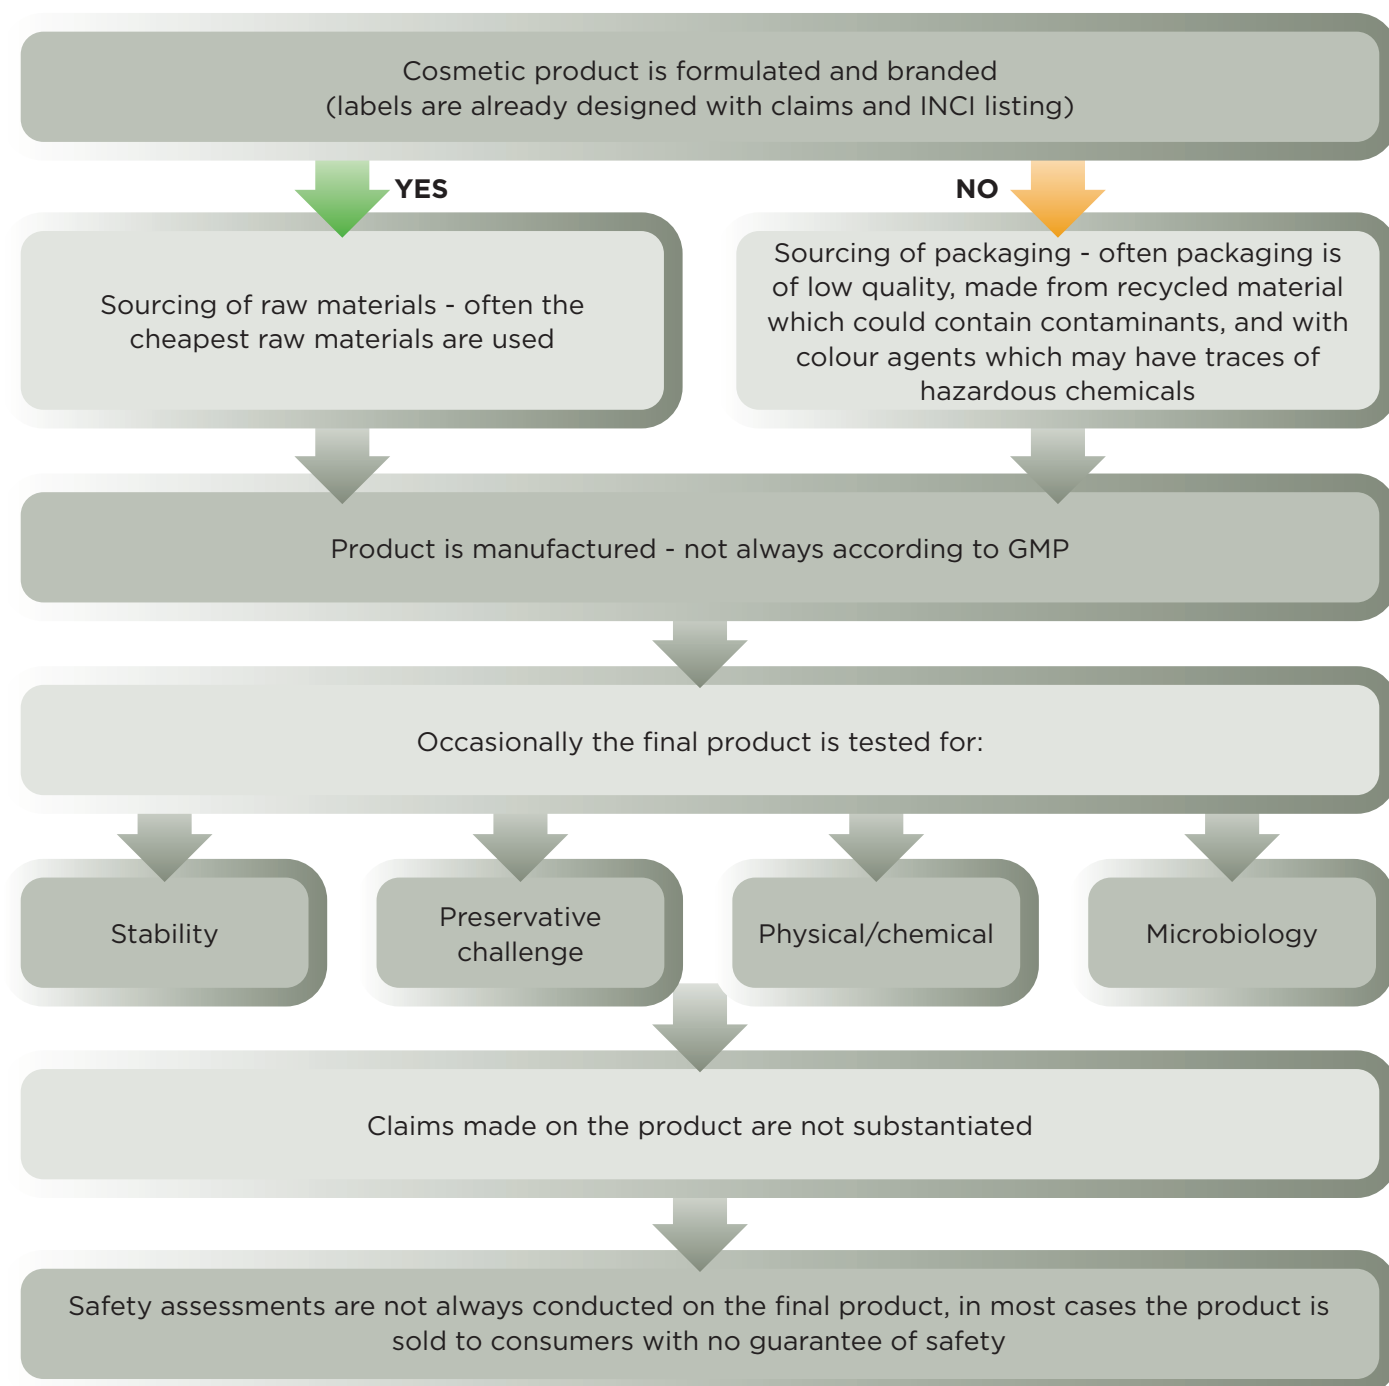 Cosmetic product is formulated and branded
(labels are already designed with claims and INCI listing)
YES
NO
Sourcing of raw materials - often the
cheapest raw materials are used
Sourcing of packaging - often packaging is
of low quality, made from recycled material
which could contain contaminants, and with
colour agents which may have traces of
hazardous chemicals
Product is manufactured - not always according to GMP
Occasionally the final product is tested for:
Stability
Preservative
challenge
Physical/chemical
Microbiology
Claims made on the product are not substantiated
Safety assessments are not always conducted on the final product, in most cases the product is
sold to consumers with no guarantee of safety